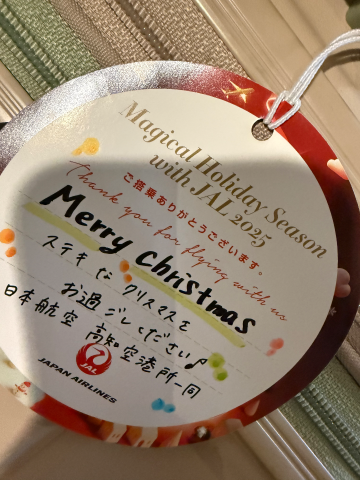 Magical Holiday Season
with JAL 2025
ご搭乗ありがとうございます。
Thank you for flying with us
Merry Christmas
ステキな クリスマスを
お過ごしください♪
日本航空 高知空港所一同
JAL
JAPAN AIRLINES